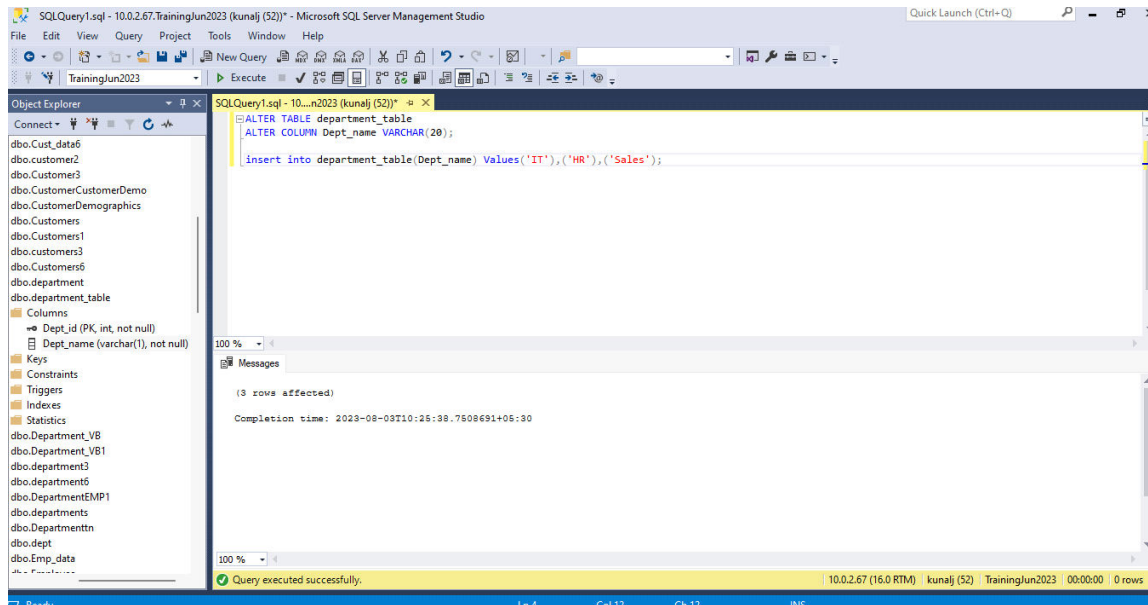 SQLQuery1.sql - 10.0.2.67.TrainingJun2023 (kunalj (52))* - Microsoft SQL Server Management Studio
Quick Launch (Ctrl+Q)
File Edit View Query Project Tools Window Help
New Query
TrainingJun2023
Execute
Object Explorer
Connect
dbo.Cust_data6
dbo.customer2
dbo.Customer3
dbo.CustomerCustomerDemo
dbo.CustomerDemographics
dbo.Customers
dbo.Customers1
dbo.customers3
dbo.Customers6
dbo.department
dbo.department_table
Columns
Dept_id (PK, int, not null)
Dept_name (varchar(1), not null)
Keys
Constraints
Triggers
Indexes
Statistics
dbo.Department_VB
dbo.Department_VB1
dbo.department3
dbo.department6
dbo.DepartmentEMP1
dbo.departments
dbo.Departmenttn
dbo.dept
dbo.Emp_data
SQLQuery1.sql - 10....n2023 (kunalj (52))*
ALTER TABLE department_table
ALTER COLUMN Dept_name VARCHAR(20);
insert into department_table(Dept_name) Values('IT'),('HR'),('Sales');
100 %
Messages
(3 rows affected)
Completion time: 2023-08-03T10:25:38.7508691+05:30
100 %
Query executed successfully.
10.0.2.67 (16.0 RTM) kunalj (52) TrainingJun2023 00:00:00 0 rows